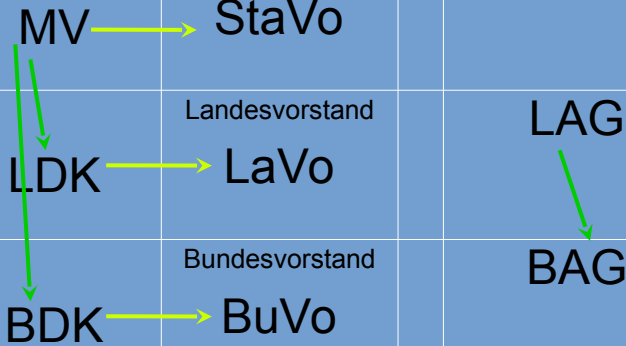 MV
StaVo
Landesvorstand
LAG
LDK
LaVo
Bundesvorstand
BAG
BDK
BuVo